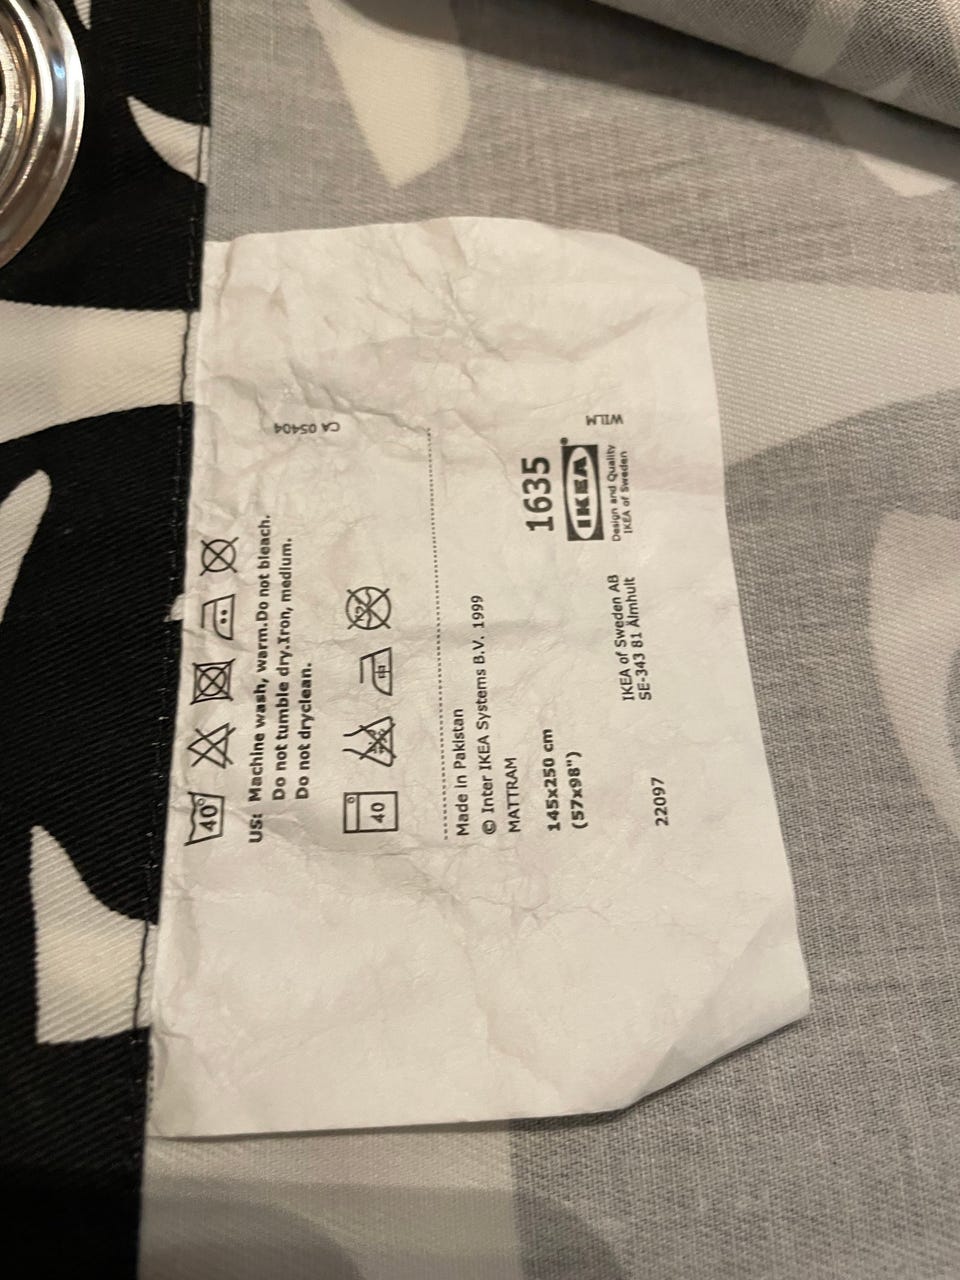 40°
US: Machine wash, warm.Do not bleach.
Do not tumble dry.Iron, medium.
Do not dryclean.
CA 05404
40
中
Made in Pakistan
© Inter IKEA Systems B.V. 1999
MATTRAM
145x250 cm
(57x98")
1635
IKEA®
Design and Quality
IKEA of Sweden
WILM
IKEA of Sweden AB
SE-343 81 Älmhult
22097